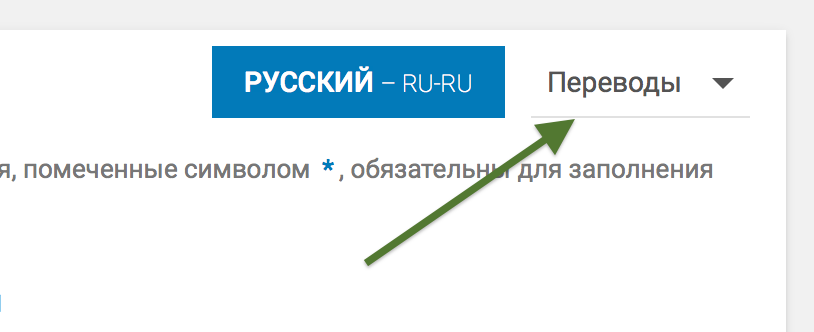 РУССКИЙ – RU-RU Переводы
я, помеченные символом * , обязательны для заполнения